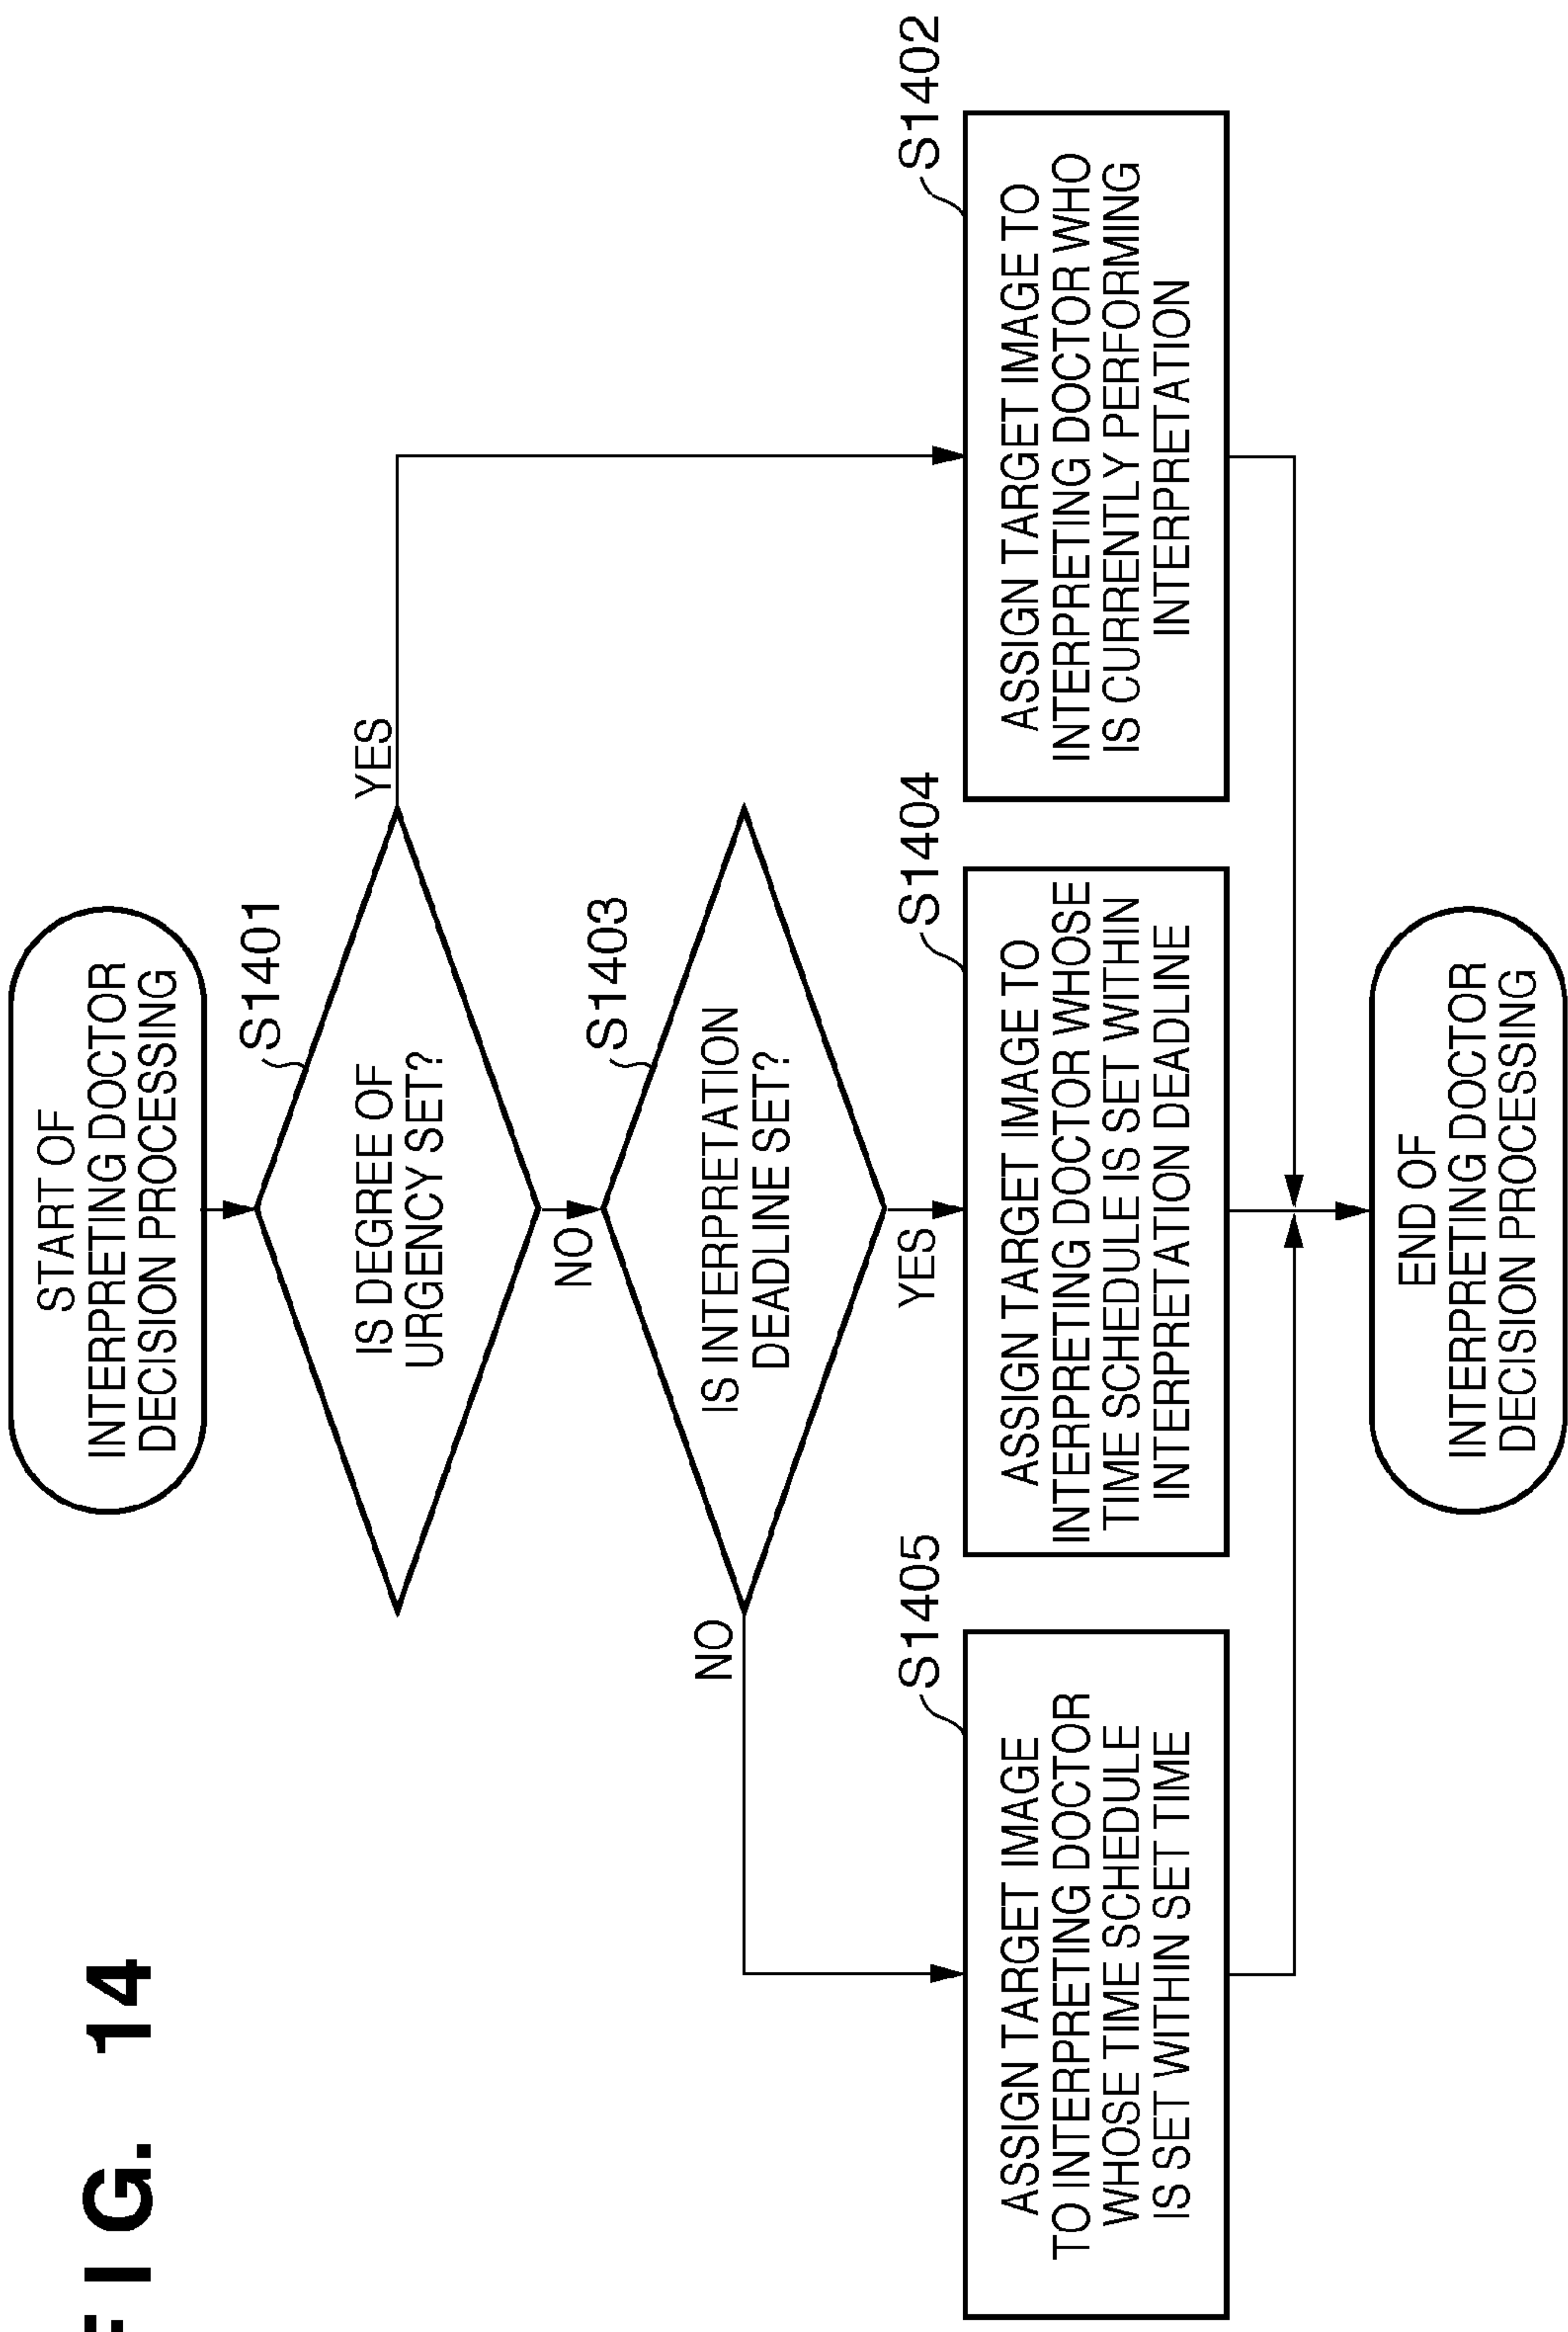 FIG. 14
START OF
INTERPRETING DOCTOR
DECISION PROCESSING
S1401
IS DEGREE OF
URGENCY SET?
YES
NO
S1403
IS INTERPRETATION
DEADLINE SET?
NO
YES
S1405
ASSIGN TARGET IMAGE
TO INTERPRETING DOCTOR
WHOSE TIME SCHEDULE
IS SET WITHIN SET TIME
S1404
ASSIGN TARGET IMAGE TO
INTERPRETING DOCTOR WHOSE
TIME SCHEDULE IS SET WITHIN
INTERPRETATION DEADLINE
S1402
ASSIGN TARGET IMAGE TO
INTERPRETING DOCTOR WHO
IS CURRENTLY PERFORMING
INTERPRETATION
END OF
INTERPRETING DOCTOR
DECISION PROCESSING